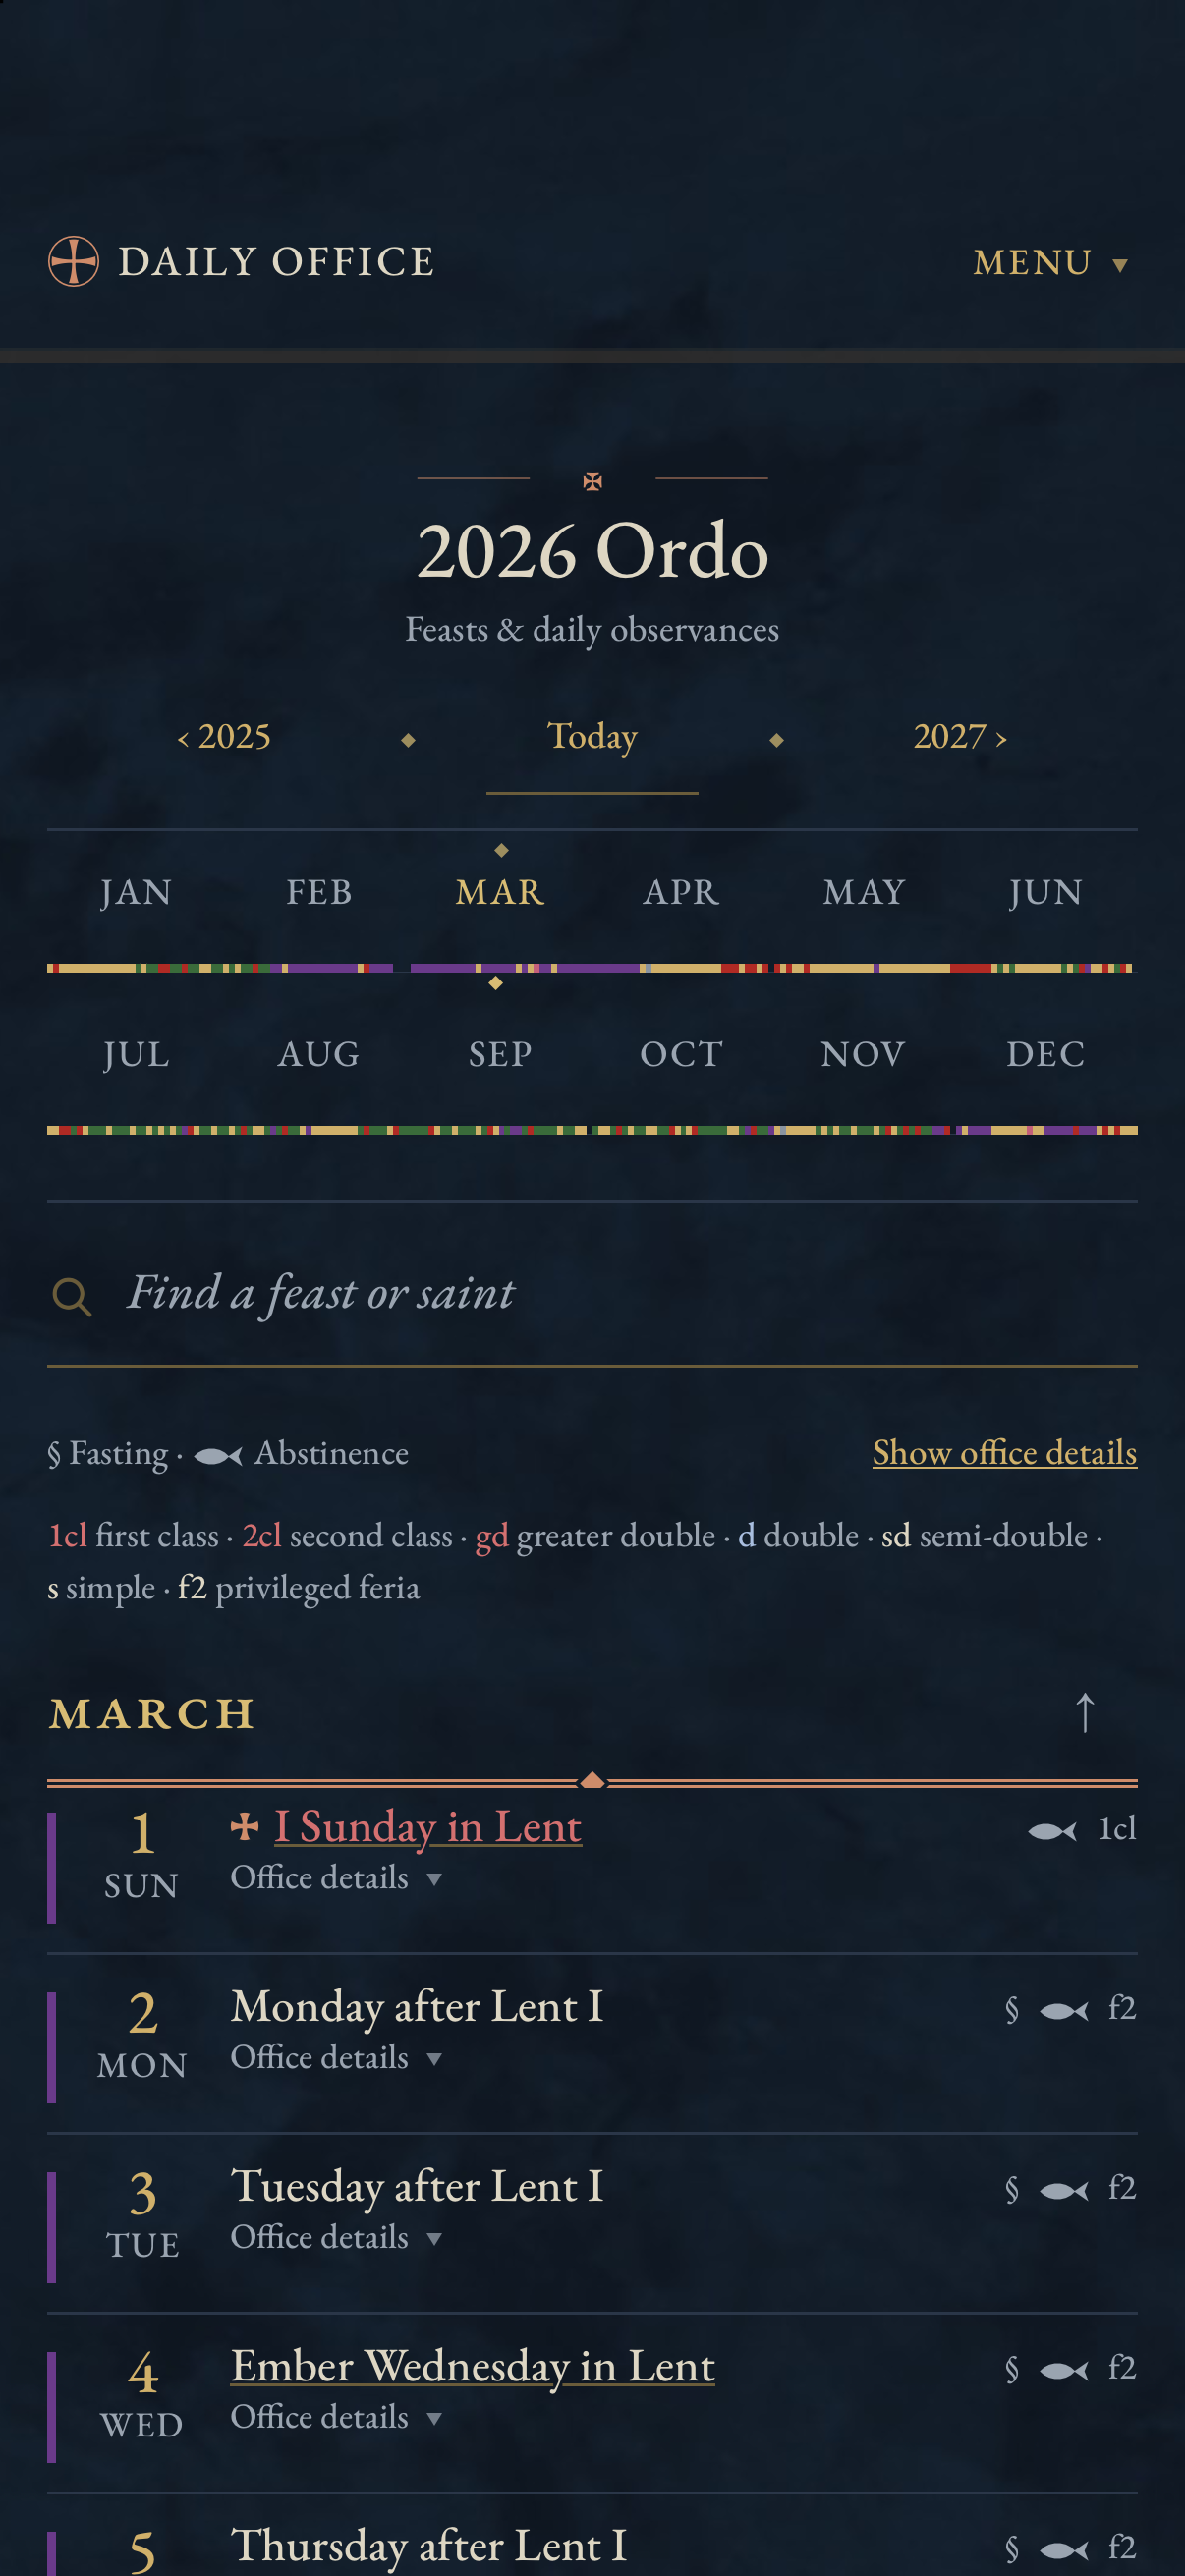 DAILY OFFICE
MENU ▼
2026 Ordo
Feasts & daily observances
‹ 2025 ◆ Today ◆ 2027 ›
JAN FEB MAR APR MAY JUN
JUL AUG SEP OCT NOV DEC
Find a feast or saint
§ Fasting · Abstinence
Show office details
1cl first class · 2cl second class · gd greater double · d double · sd semi-double ·
s simple · f2 privileged feria
MARCH ↑
1 ✠ I Sunday in Lent 1cl
SUN Office details ▼
2 Monday after Lent I § f2
MON Office details ▼
3 Tuesday after Lent I § f2
TUE Office details ▼
4 Ember Wednesday in Lent § f2
WED Office details ▼
5 Thursday after Lent I § f2